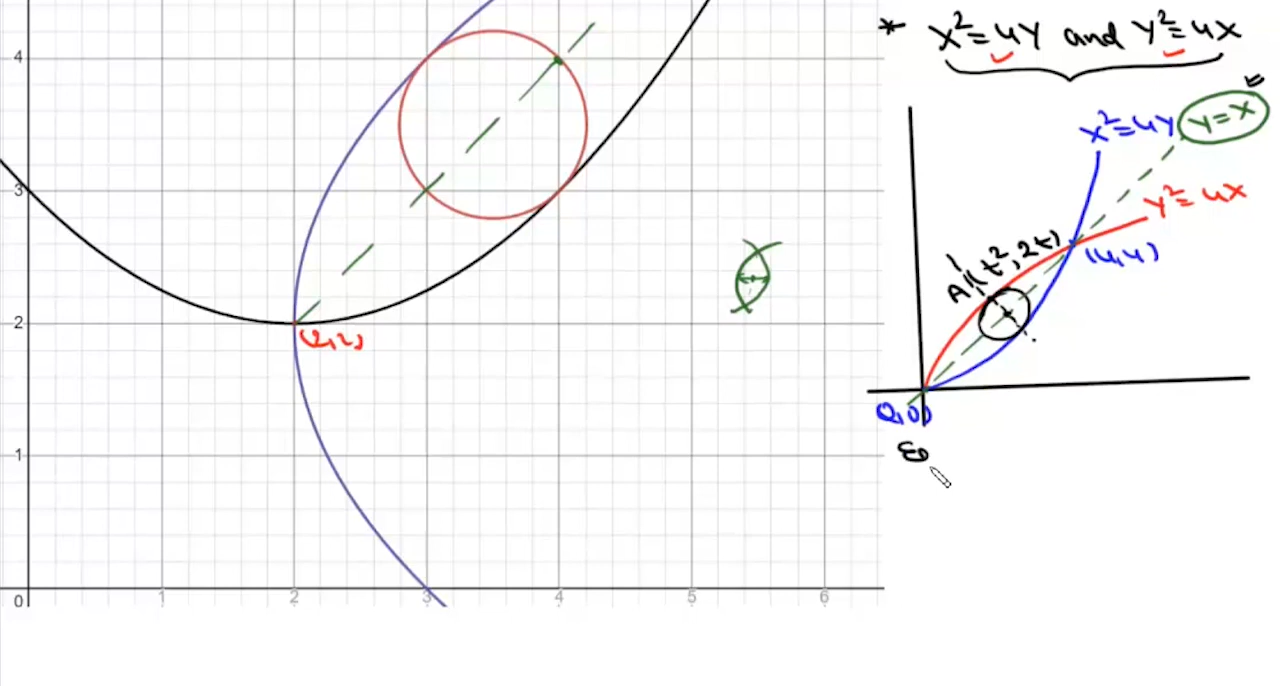 * X²=4Y and Y²=4X
X²=4Y
Y=X
Y²=4X
A(t²,2t)
(4,4)
(2,2)
(0,0)
4
3
2
1
0
1
2
3
4
5
6